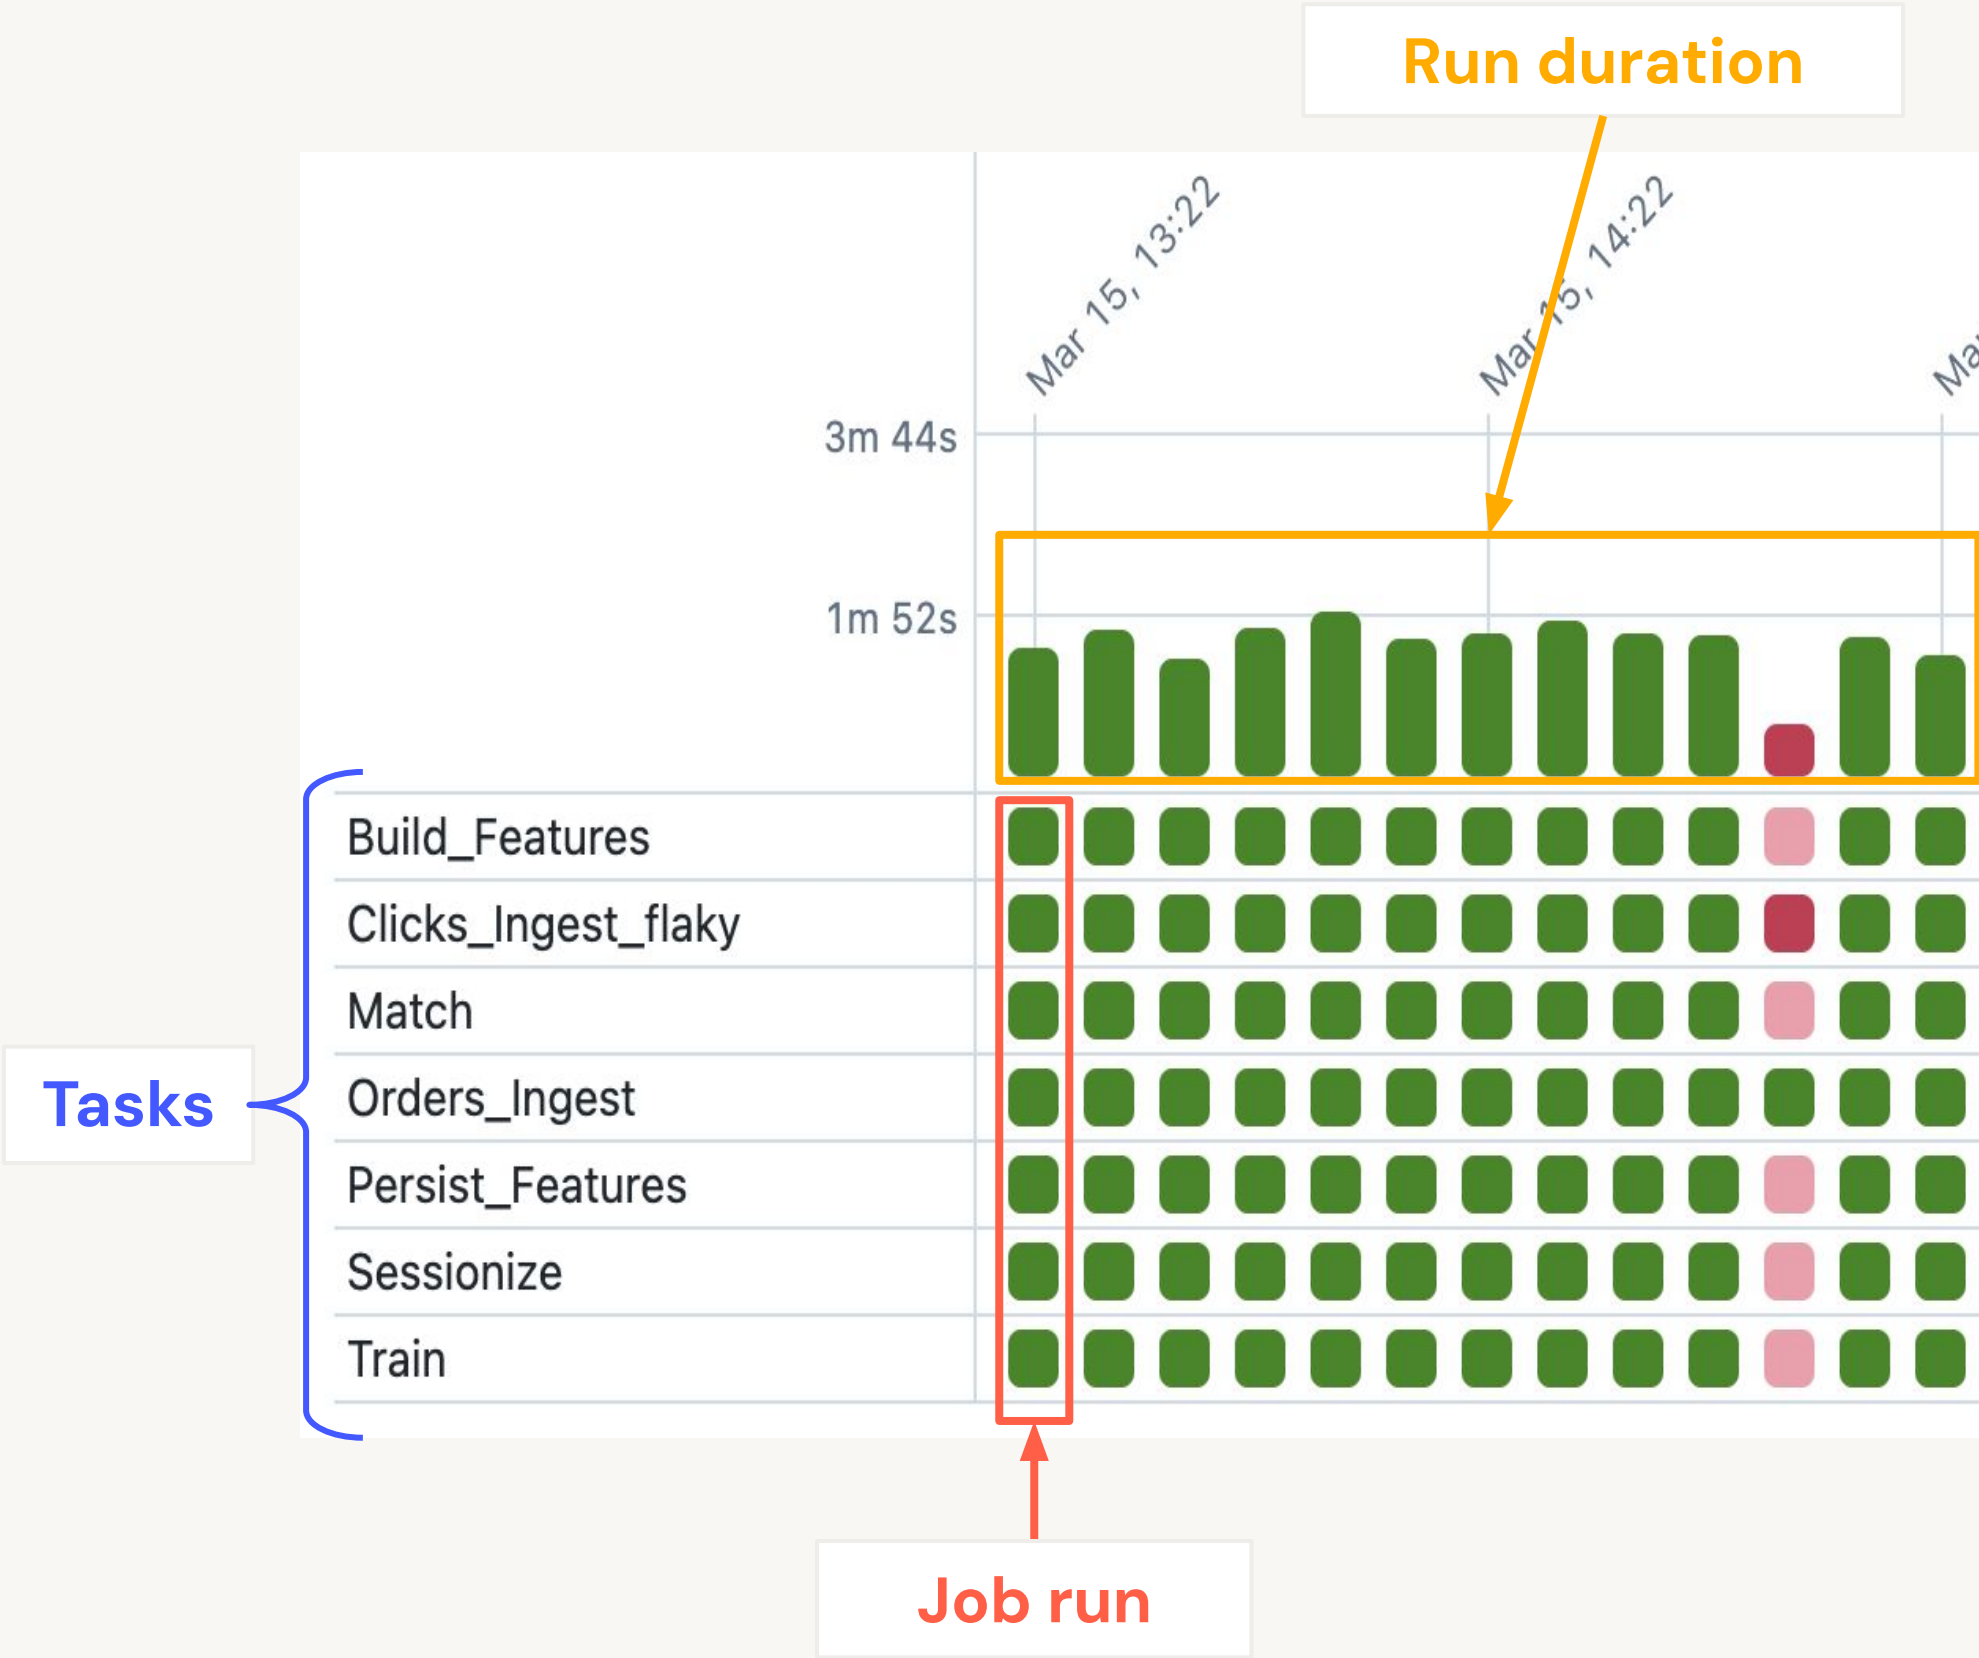 Run duration
Mar 15, 13:22
Mar 15, 14:22
3m 44s
1m 52s
Build_Features
Clicks_Ingest_flaky
Match
Tasks
Orders_Ingest
Persist_Features
Sessionize
Train
Job run